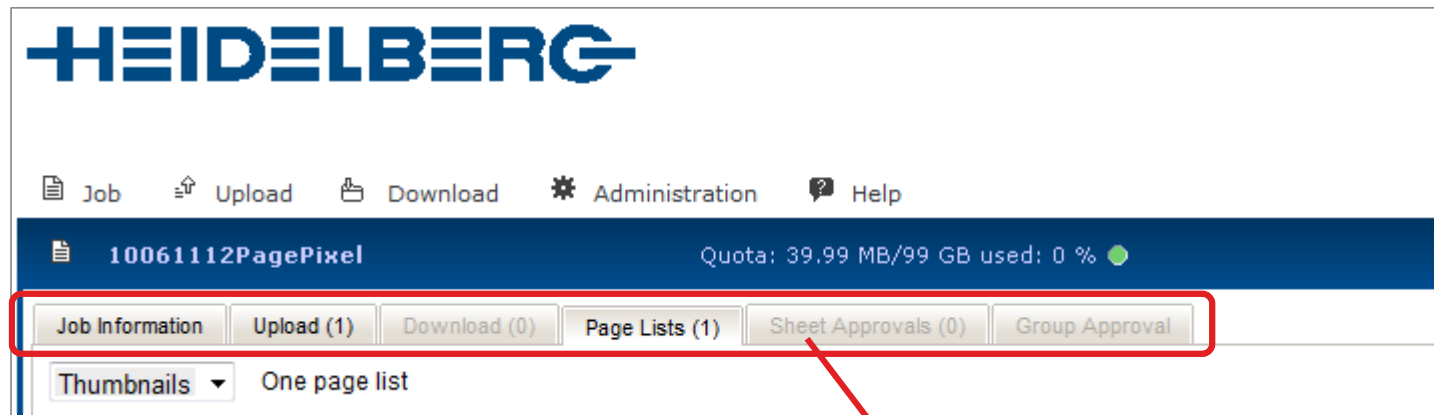 HEIDELBERG
Job Upload Download Administration Help
10061112PagePixel Quota: 39.99 MB/99 GB used: 0 %
Job Information Upload (1) Download (0) Page Lists (1) Sheet Approvals (0) Group Approval
Thumbnails One page list